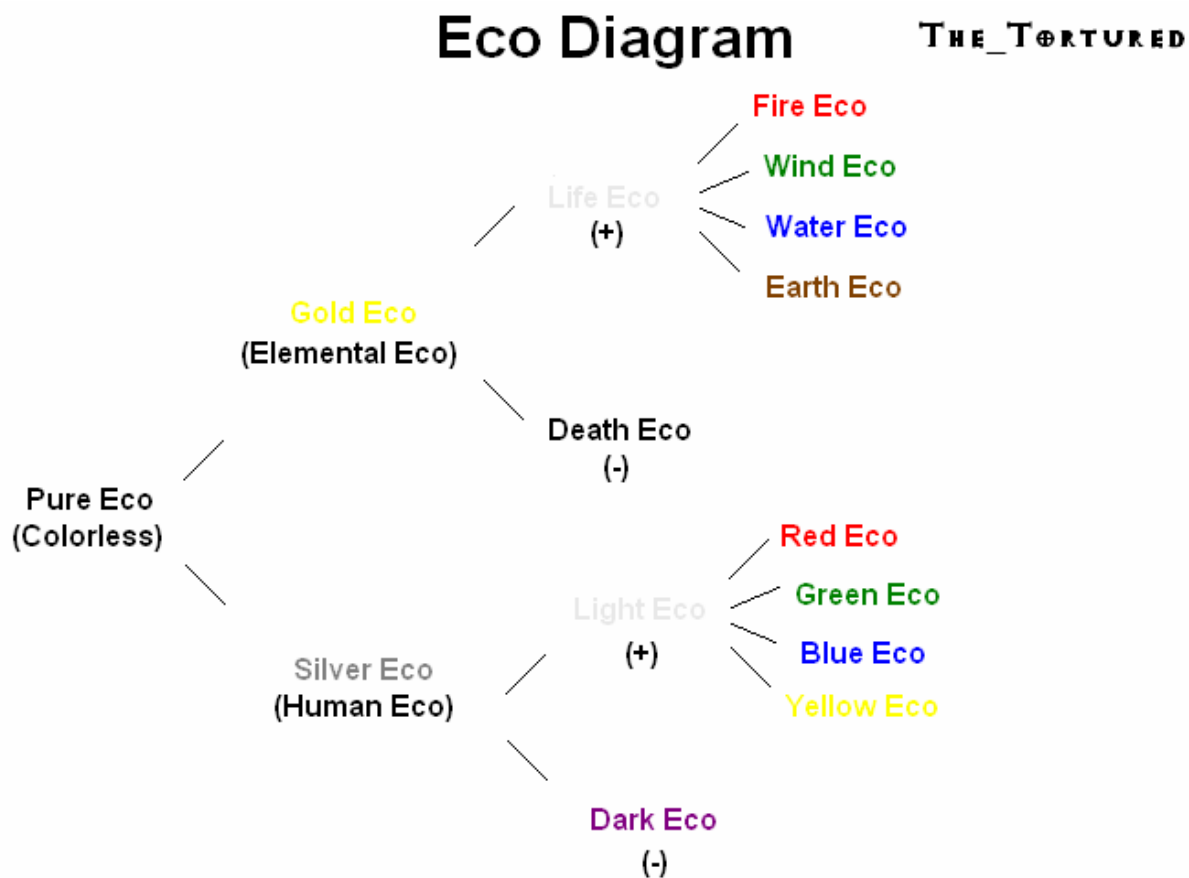 Eco Diagram
THE_TORTURED
Fire Eco
Wind Eco
Life Eco
(+)
Water Eco
Earth Eco
Gold Eco
(Elemental Eco)
Death Eco
(-)
Pure Eco
(Colorless)
Red Eco
Green Eco
Light Eco
(+)
Blue Eco
Yellow Eco
Silver Eco
(Human Eco)
Dark Eco
(-)